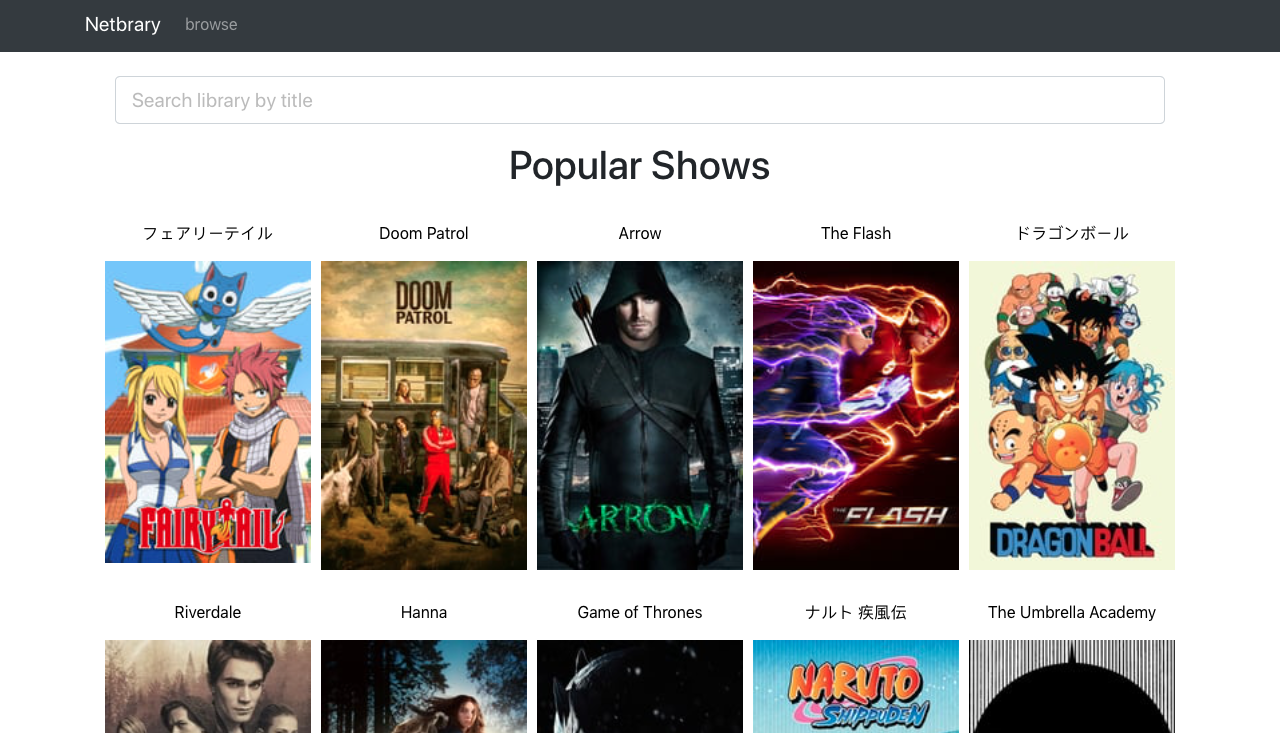 Netbrary browse
Search library by title
Popular Shows
フェアリーテイル
Doom Patrol
Arrow
The Flash
ドラゴンボール
FAIRY TAIL
DOOM
PATROL
ARROW
THE FLASH
DRAGON BALL
Riverdale
Hanna
Game of Thrones
ナルト 疾風伝
The Umbrella Academy
NARUTO
SHIPPUDEN